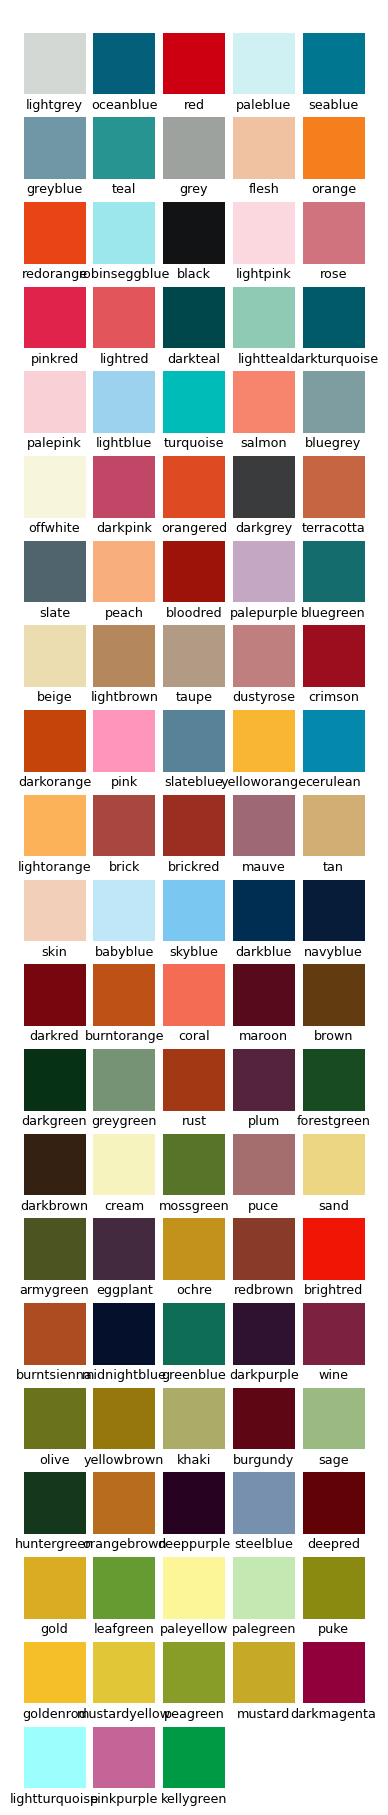 lightgrey oceanblue red paleblue seablue
greyblue teal grey flesh orange
redorange robinseggblue black lightpink rose
pinkred lightred darkteal lightteal darkturquoise
palepink lightblue turquoise salmon bluegrey
offwhite darkpink orangered darkgrey terracotta
slate peach bloodred palepurple bluegreen
beige lightbrown taupe dustyrose crimson
darkorange pink slateblue yelloworange cerulean
lightorange brick brickred mauve tan
skin babyblue skyblue darkblue navyblue
darkred burntorange coral maroon brown
darkgreen greygreen rust plum forestgreen
darkbrown cream mossgreen puce sand
armygreen eggplant ochre redbrown brightred
burntsienna midnightblue greenblue darkpurple wine
olive yellowbrown khaki burgundy sage
huntergreen orangebrown deeppurple steelblue deepred
gold leafgreen paleyellow palegreen puke
goldenrod mustardyellow peagreen mustard darkmagenta
lightturquoise pinkpurple kellygreen